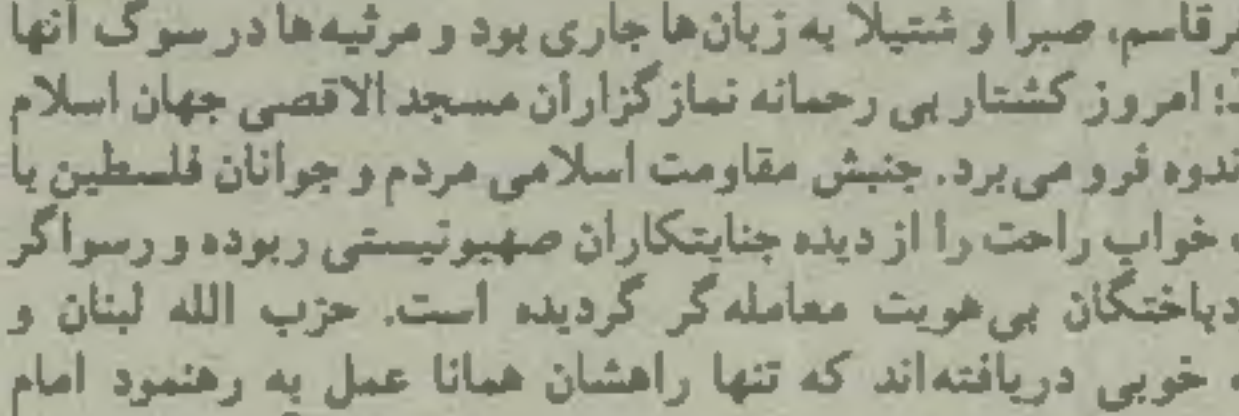 رقاسم، صبرا و شتیلا به زبان‌ها جاری بود و مرثیه‌ها در سوگ آنها
امروز کشتار بی رحمانه نمازگزاران مسجد الاقصی جهان اسلام
ندوه فرو می‌برد. جنبش مقاومت اسلامی مردم و جوانان فلسطین با
خواب راحت را از دیده جنایتکاران صهیونیستی ربوده و رسواگر
دباختگان بی‌هویت معامله‌گر گردیده است. حزب الله لبنان و
خوبی دریافته‌اند که تنها راهشان همانا عمل به رهنمود امام